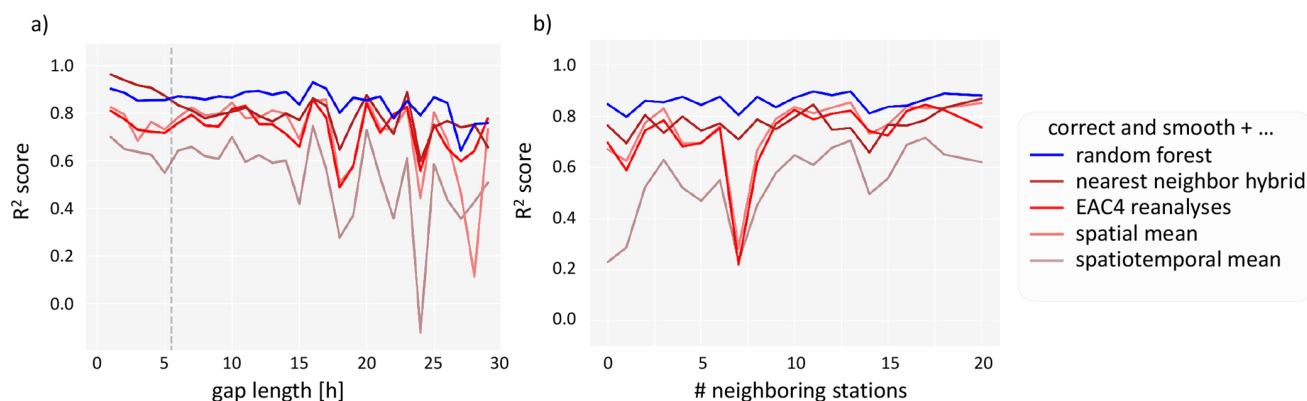 a)
R² score
1.0
0.8
0.6
0.4
0.2
0.0
0
5
10
15
20
25
30
gap length [h]
b)
R² score
1.0
0.8
0.6
0.4
0.2
0.0
0
5
10
15
20
# neighboring stations
correct and smooth + ...
random forest
nearest neighbor hybrid
EAC4 reanalyses
spatial mean
spatiotemporal mean